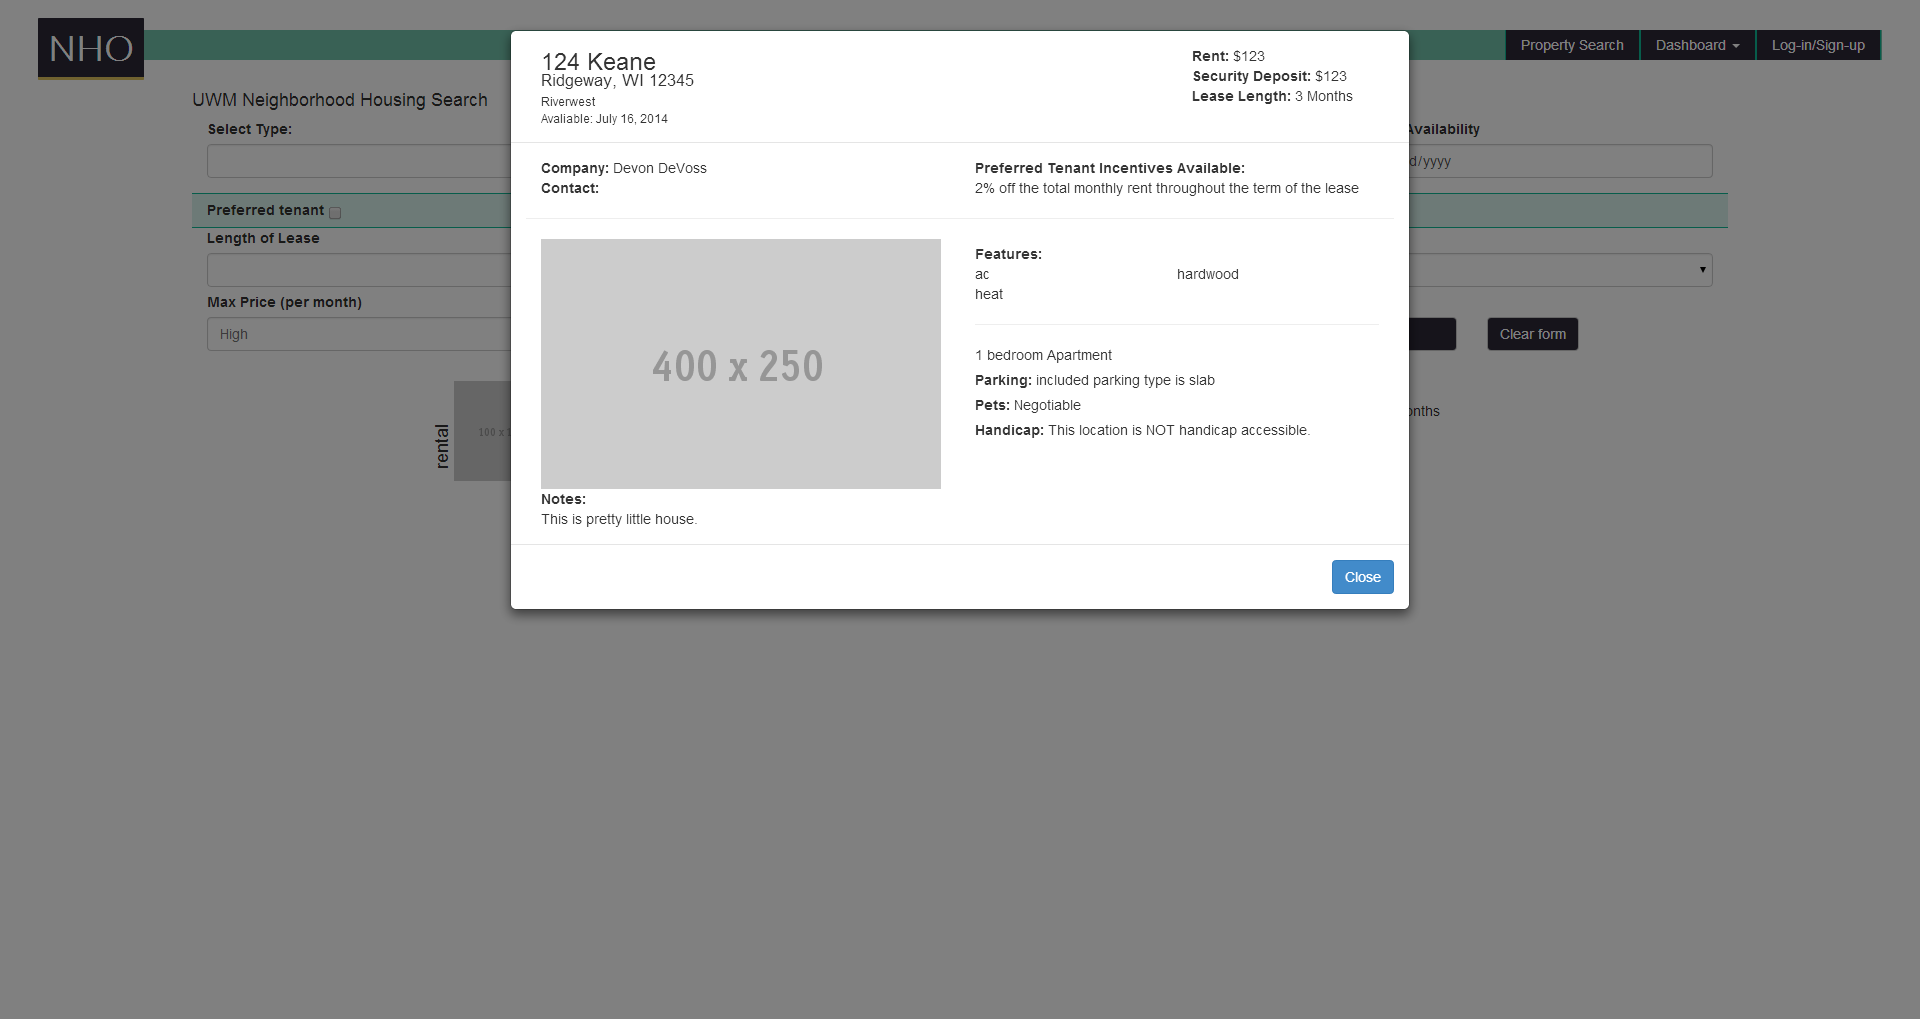 NHO
Property Search
Dashboard
Log-in/Sign-up
UWM Neighborhood Housing Search
Select Type:
Availability
d/yyyy
Preferred tenant
Length of Lease
Max Price (per month)
High
Clear form
rental
100 x 1
onths
124 Keane
Ridgeway, WI 12345
Riverwest
Avaliable: July 16, 2014
Rent: $123
Security Deposit: $123
Lease Length: 3 Months
Company: Devon DeVoss
Contact:
Preferred Tenant Incentives Available:
2% off the total monthly rent throughout the term of the lease
400 x 250
Features:
ac
hardwood
heat
1 bedroom Apartment
Parking: included parking type is slab
Pets: Negotiable
Handicap: This location is NOT handicap accessible.
Notes:
This is pretty little house.
Close